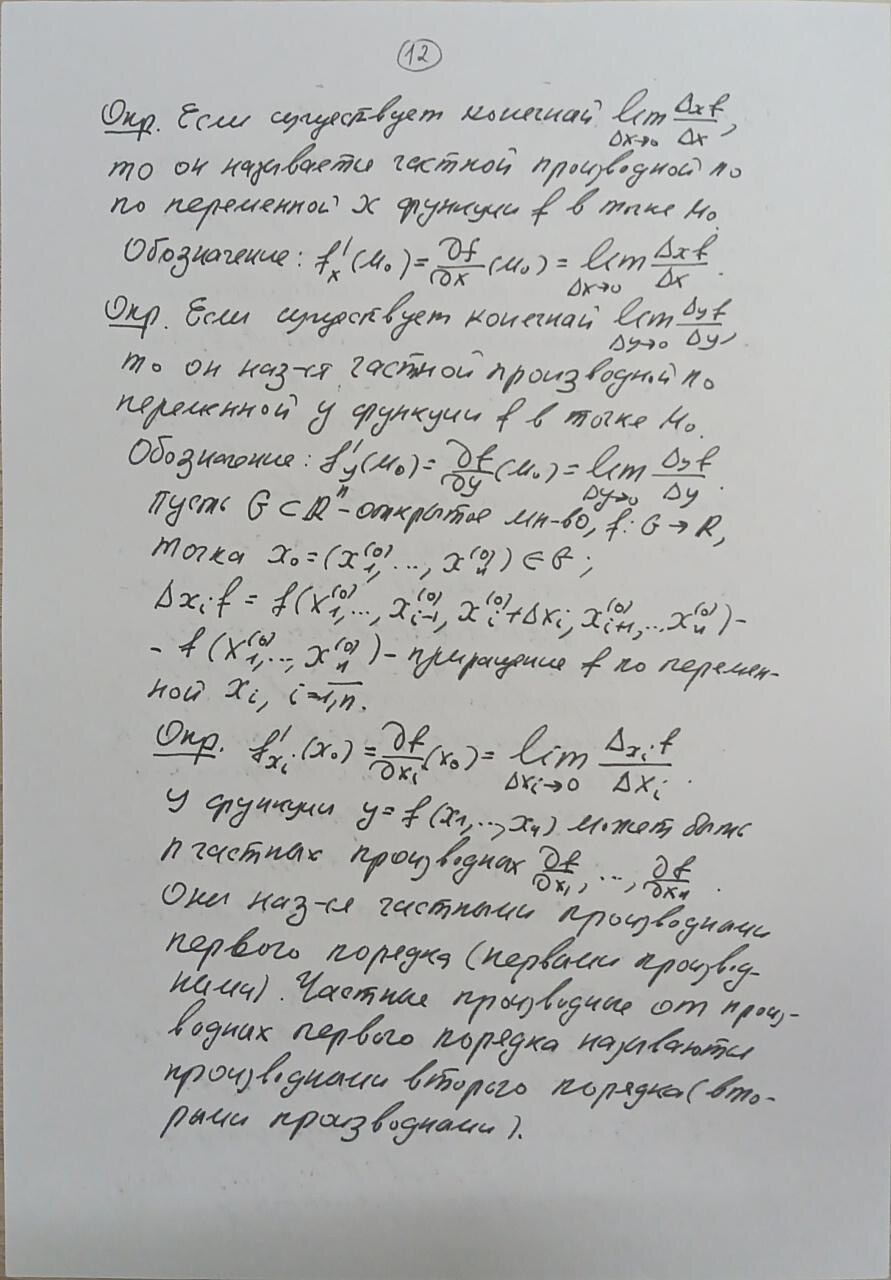 12
Опр. Если существует конечный lim Δxf/Δx,
Δx→0
то он называется частной производной по
по переменной x функции f в точке M₀.
Обозначение: f'ₓ(M₀) = ∂f/∂x (M₀) = lim Δxf/Δx.
Δx→0
Опр. Если существует конечный lim Δyf/Δy,
Δy→0
то он наз-ся частной производной по
переменной y функции f в точке M₀.
Обозначение: f'y(M₀) = ∂f/∂y (M₀) = lim Δyf/Δy.
Δy→0
Пусть G ⊂ ℝⁿ - открытое мн-во, f: G → R,
точка x₀ = (x₁⁽⁰⁾, ..., xₙ⁽⁰⁾) ∈ G;
Δxᵢf = f(x₁⁽⁰⁾, ..., xᵢ₋₁⁽⁰⁾, xᵢ⁽⁰⁾+Δxᵢ, xᵢ₊₁⁽⁰⁾, ... xₙ⁽⁰⁾) -
- f(x₁⁽⁰⁾, ..., xₙ⁽⁰⁾) - приращение f по перемен-
ной xᵢ, i=1,n.
Опр. f'xᵢ(x₀) = ∂f/∂xᵢ (x₀) = lim Δxᵢf/Δxᵢ.
Δxᵢ→0
У функции y = f(x₁, ..., xₙ) может быть
n частных производных ∂f/∂x₁, ..., ∂f/∂xₙ.
Они наз-ся частными производными
первого порядка (первыми производ-
ными). Частные производные от произ-
водных первого порядка называются
производными второго порядка (вто-
рыми производными).